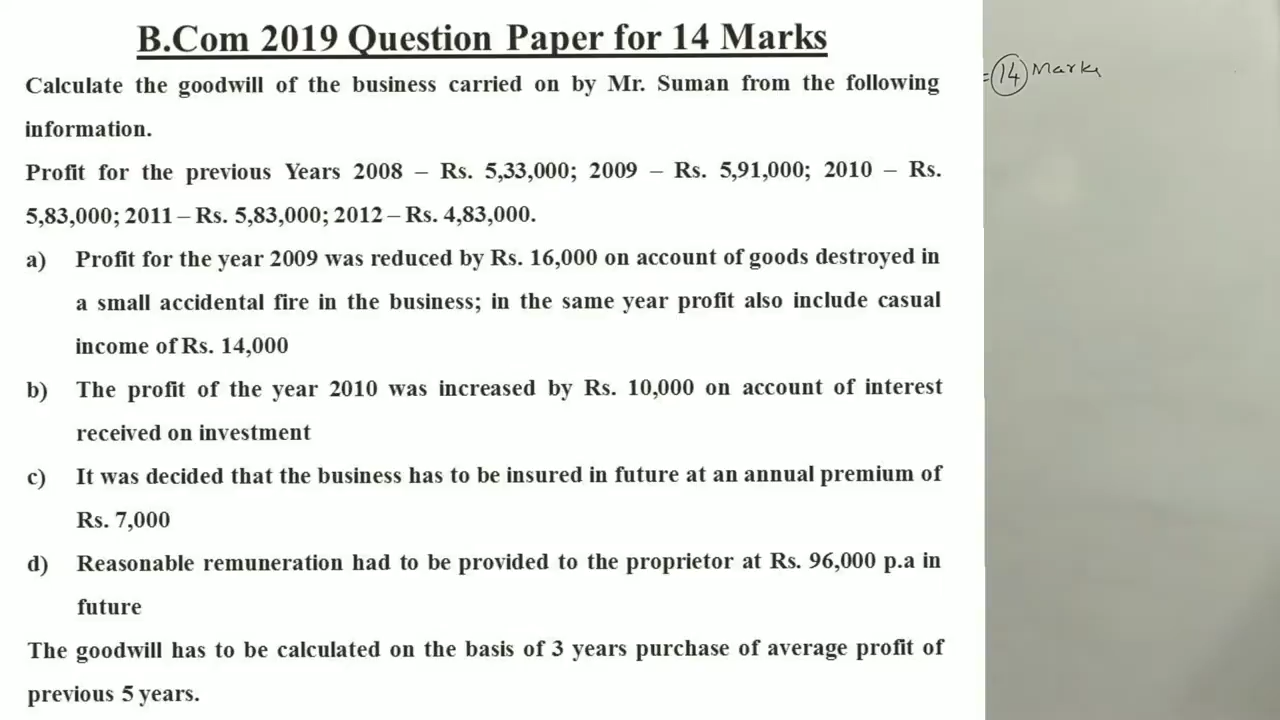 B.Com 2019 Question Paper for 14 Marks
Calculate the goodwill of the business carried on by Mr. Suman from the following
information.
Profit for the previous Years 2008 – Rs. 5,33,000; 2009 – Rs. 5,91,000; 2010 – Rs.
5,83,000; 2011 – Rs. 5,83,000; 2012 – Rs. 4,83,000.
a) Profit for the year 2009 was reduced by Rs. 16,000 on account of goods destroyed in
a small accidental fire in the business; in the same year profit also include casual
income of Rs. 14,000
b) The profit of the year 2010 was increased by Rs. 10,000 on account of interest
received on investment
c) It was decided that the business has to be insured in future at an annual premium of
Rs. 7,000
d) Reasonable remuneration had to be provided to the proprietor at Rs. 96,000 p.a in
future
The goodwill has to be calculated on the basis of 3 years purchase of average profit of
previous 5 years.
= 14 Marks